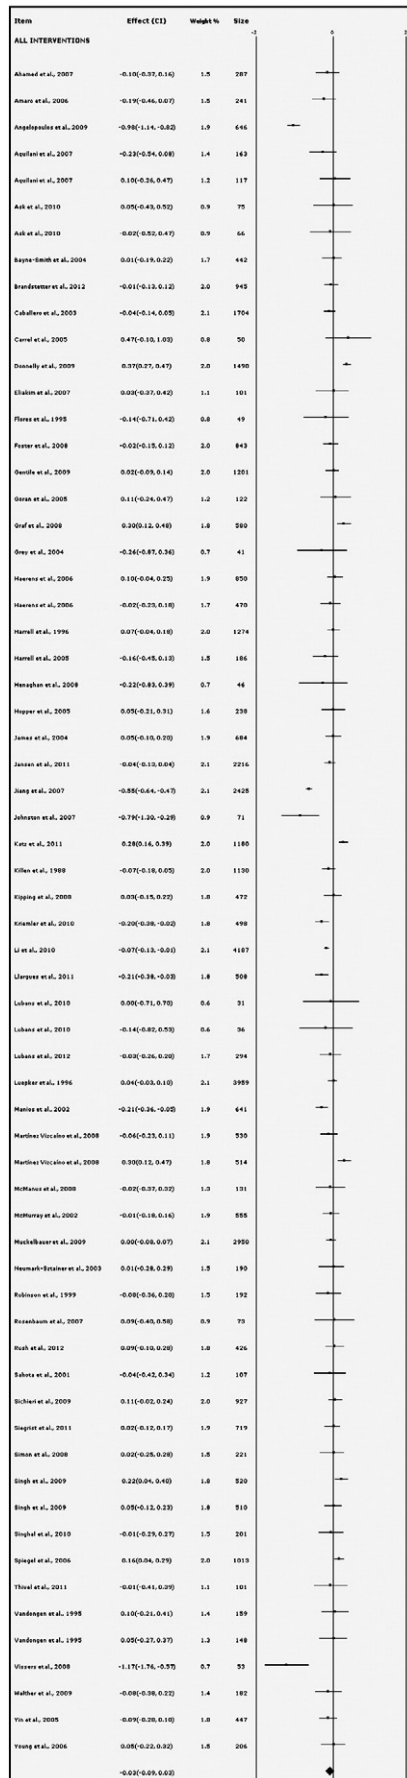 Item Effect (CI) Weight % Size
ALL INTERVENTIONS
Ahamed et al., 2007 -0.10(-0.37, 0.16) 1.5 287
Amaro et al., 2006 -0.19(-0.46, 0.07) 1.5 241
Angelopoulos et al., 2009 -0.98(-1.14, -0.82) 1.9 646
Aquilani et al., 2007 -0.23(-0.54, 0.08) 1.4 163
Aquilani et al., 2007 0.10(-0.26, 0.47) 1.2 117
Ask et al., 2010 0.05(-0.43, 0.52) 0.9 75
Ask et al., 2010 -0.02(-0.52, 0.47) 0.9 66
Bayne-Smith et al., 2004 0.01(-0.19, 0.22) 1.7 442
Brandstetter et al., 2012 -0.01(-0.13, 0.12) 2.0 945
Caballero et al., 2003 -0.04(-0.14, 0.05) 2.1 1704
Carrel et al., 2005 0.47(-0.10, 1.03) 0.8 50
Donnelly et al., 2009 0.37(0.27, 0.47) 2.0 1490
Eliakim et al., 2007 0.03(-0.37, 0.42) 1.1 101
Flores et al., 1995 -0.14(-0.71, 0.42) 0.8 49
Foster et al., 2008 -0.02(-0.15, 0.12) 2.0 843
Gentile et al., 2009 0.02(-0.09, 0.14) 2.0 1201
Goran et al., 2005 0.11(-0.24, 0.47) 1.2 122
Graf et al., 2008 0.30(0.12, 0.48) 1.8 580
Grey et al., 2004 -0.26(-0.87, 0.36) 0.7 41
Haerens et al., 2006 0.10(-0.04, 0.25) 1.9 850
Haerens et al., 2006 -0.02(-0.23, 0.18) 1.7 470
Harrell et al., 1996 0.07(-0.04, 0.18) 2.0 1274
Harrell et al., 2005 -0.16(-0.45, 0.13) 1.5 186
Henaghan et al., 2008 -0.22(-0.83, 0.39) 0.7 46
Hopper et al., 2005 0.05(-0.21, 0.31) 1.6 238
James et al., 2004 0.05(-0.10, 0.20) 1.9 684
Jansen et al., 2011 -0.04(-0.13, 0.04) 2.1 2216
Jiang et al., 2007 -0.55(-0.64, -0.47) 2.1 2425
Johnston et al., 2007 -0.79(-1.30, -0.29) 0.9 71
Katz et al., 2011 0.28(0.16, 0.39) 2.0 1180
Killen et al., 1988 -0.07(-0.18, 0.05) 2.0 1130
Kipping et al., 2008 0.03(-0.15, 0.22) 1.8 472
Kriemler et al., 2010 -0.20(-0.38, -0.02) 1.8 498
Li et al., 2010 -0.07(-0.13, -0.01) 2.1 4187
Llargues et al., 2011 -0.21(-0.38, -0.03) 1.8 508
Lubans et al., 2010 0.00(-0.71, 0.70) 0.6 31
Lubans et al., 2010 -0.14(-0.82, 0.53) 0.6 36
Lubans et al., 2012 -0.03(-0.26, 0.20) 1.7 294
Luepker et al., 1996 0.04(-0.03, 0.10) 2.1 3959
Manios et al., 2002 -0.21(-0.36, -0.05) 1.9 641
Martinez Vizcaino et al., 2008 -0.06(-0.23, 0.11) 1.9 530
Martinez Vizcaino et al., 2008 0.30(0.12, 0.47) 1.8 514
McManus et al., 2008 -0.02(-0.37, 0.32) 1.3 131
McMurray et al., 2002 -0.01(-0.18, 0.16) 1.9 555
Muckelbauer et al., 2009 0.00(-0.08, 0.07) 2.1 2950
Neumark-Sztainer et al., 2003 0.01(-0.28, 0.29) 1.5 190
Robinson et al., 1999 -0.08(-0.36, 0.20) 1.5 192
Rosenbaum et al., 2007 0.09(-0.40, 0.58) 0.9 73
Rush et al., 2012 0.09(-0.10, 0.28) 1.8 426
Sahota et al., 2001 -0.04(-0.42, 0.34) 1.2 107
Sichieri et al., 2009 0.11(-0.02, 0.24) 2.0 927
Siegrist et al., 2011 0.02(-0.12, 0.17) 1.9 719
Simon et al., 2008 0.02(-0.25, 0.28) 1.5 221
Singh et al., 2009 0.22(0.04, 0.40) 1.8 520
Singh et al., 2009 0.05(-0.12, 0.23) 1.8 510
Singhal et al., 2010 -0.01(-0.29, 0.27) 1.5 201
Spiegel et al., 2006 0.16(0.04, 0.29) 2.0 1013
Thivel et al., 2011 -0.01(-0.41, 0.39) 1.1 101
Vandongen et al., 1995 0.10(-0.21, 0.41) 1.4 159
Vandongen et al., 1995 0.05(-0.27, 0.37) 1.3 148
Vissers et al., 2008 -1.17(-1.76, -0.57) 0.7 53
Walther et al., 2009 -0.08(-0.38, 0.22) 1.4 182
Yin et al., 2005 -0.09(-0.28, 0.10) 1.8 447
Young et al., 2006 0.05(-0.22, 0.32) 1.5 206
-0.03(-0.09, 0.03)